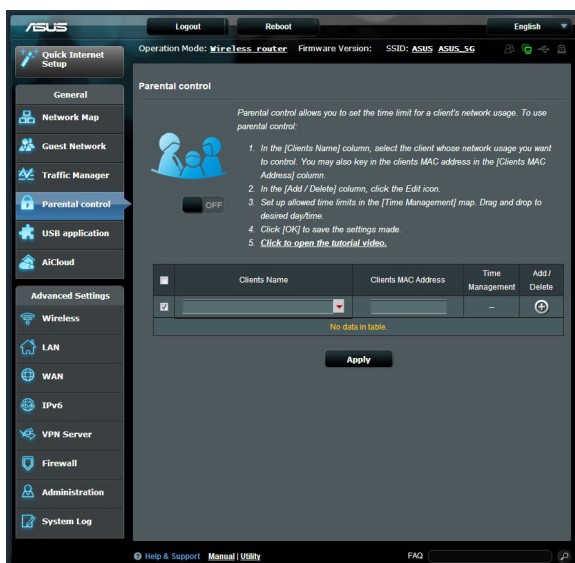 ASUS
Logout
Reboot
English
Quick Internet
Setup
Operation Mode: Wireless router Firmware Version: SSID: ASUS ASUS_5G
General
Network Map
Guest Network
Traffic Manager
Parental control
USB application
AiCloud
Advanced Settings
Wireless
LAN
WAN
IPv6
VPN Server
Firewall
Administration
System Log
Parental control
Parental control allows you to set the time limit for a client's network usage. To use
parental control:
1. In the [Clients Name] column, select the client whose network usage you want
to control. You may also key in the clients MAC address in the [Clients MAC
Address] column.
2. In the [Add / Delete] column, click the Edit icon.
3. Set up allowed time limits in the [Time Management] map. Drag and drop to
desired day/time.
4. Click [OK] to save the settings made.
5. Click to open the tutorial video.
OFF
Clients Name
Clients MAC Address
Time
Management
Add /
Delete
–
No data in table.
Apply
Help & Support Manual | Utility
FAQ